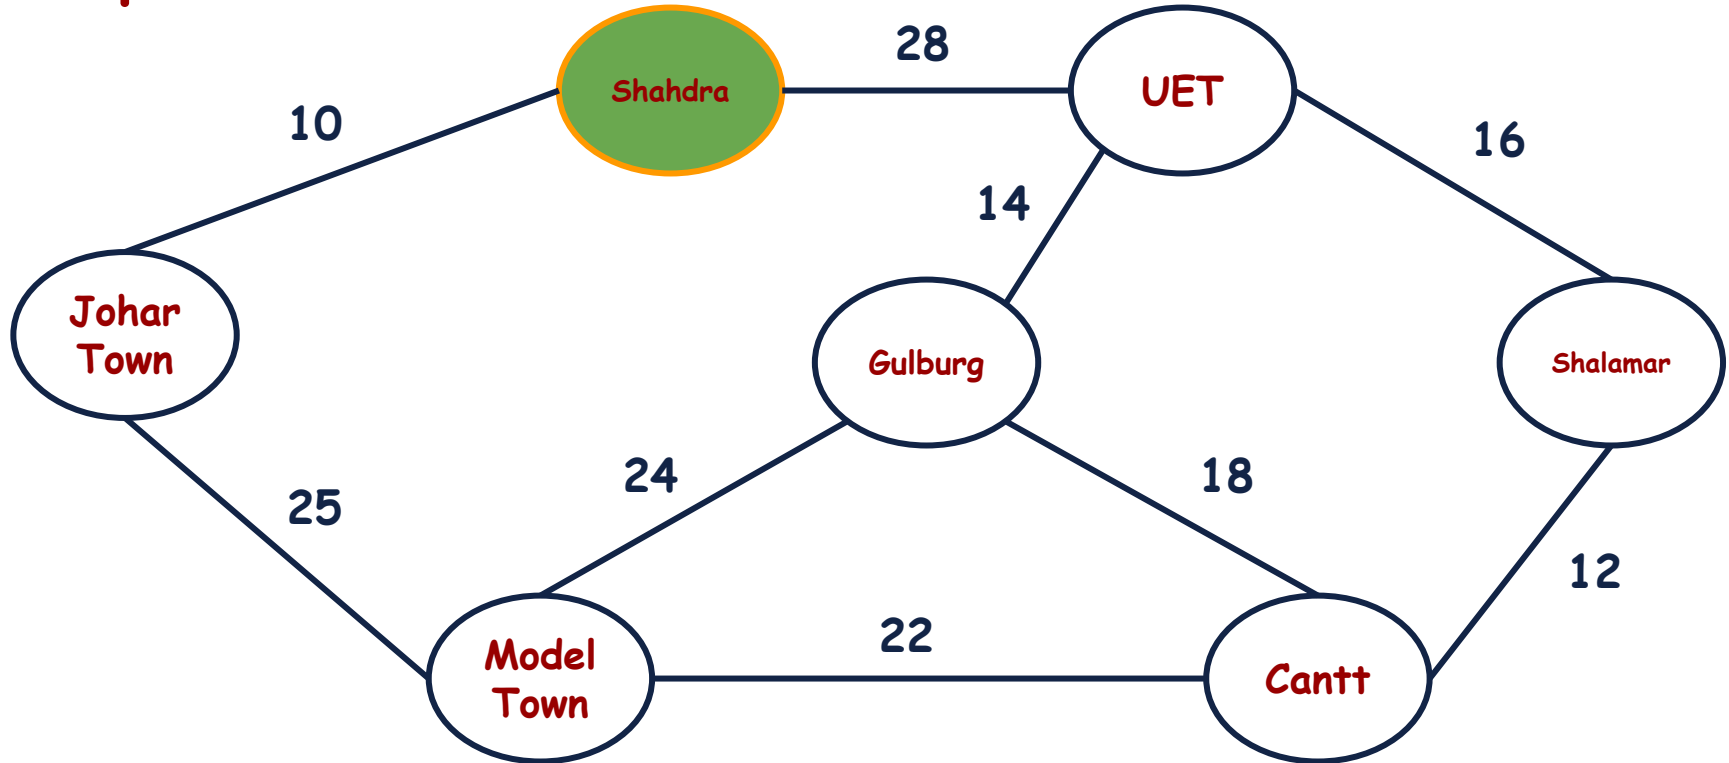 28
Shahdra
UET
10
16
14
Johar
Town
Gulburg
Shalamar
24
18
25
12
22
Model
Town
Cantt